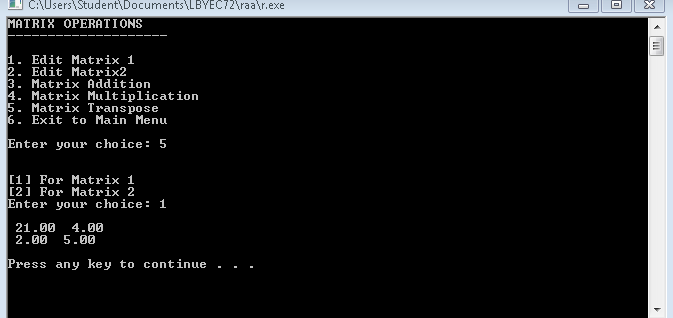 C:\Users\Student\Documents\LBYEC72\raa\r.exe
MATRIX OPERATIONS
--------------------
1. Edit Matrix 1
2. Edit Matrix2
3. Matrix Addition
4. Matrix Multiplication
5. Matrix Transpose
6. Exit to Main Menu
Enter your choice: 5
[1] For Matrix 1
[2] For Matrix 2
Enter your choice: 1
21.00 4.00
2.00 5.00
Press any key to continue . . .